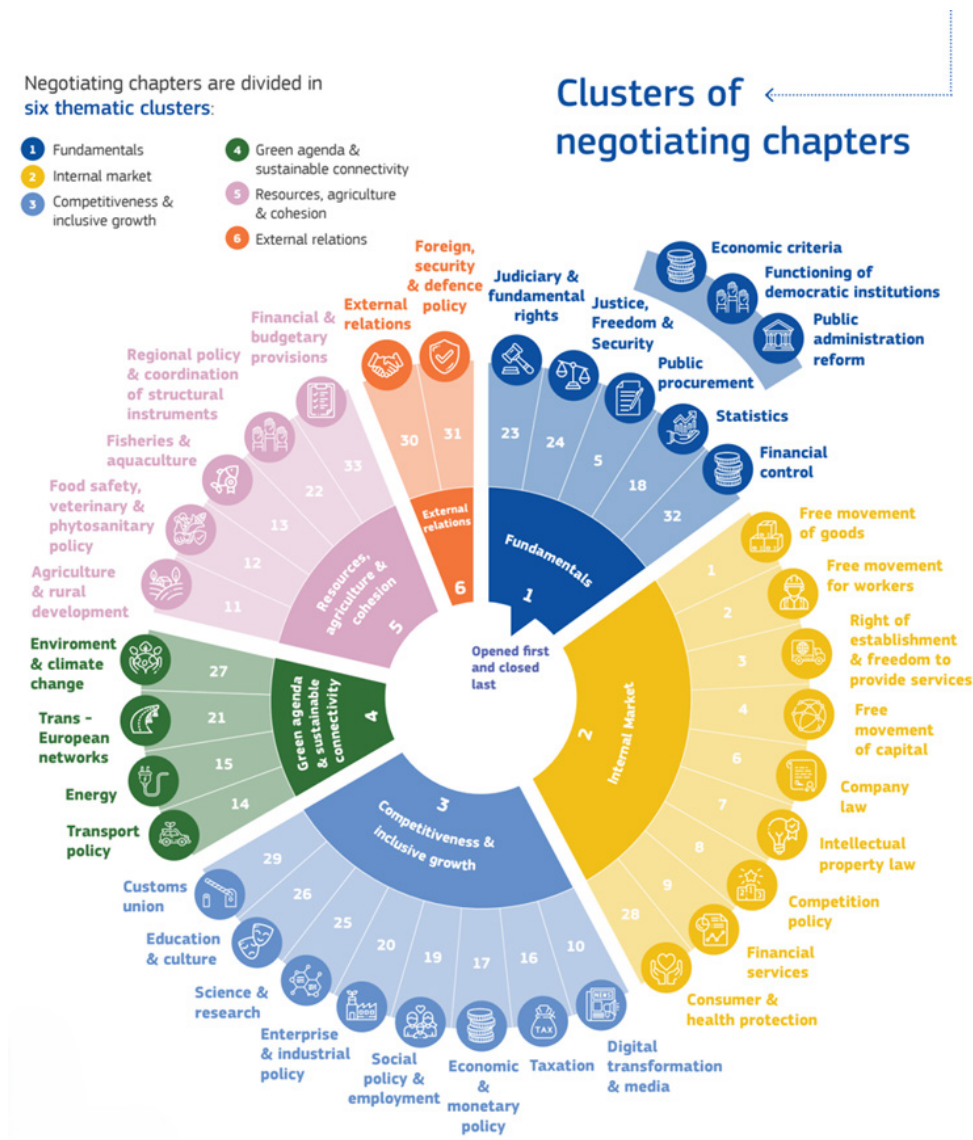 Negotiating chapters are divided in
six thematic clusters:
1 Fundamentals
2 Internal market
3 Competitiveness &
inclusive growth
4 Green agenda &
sustainable connectivity
5 Resources, agriculture
& cohesion
6 External relations
Clusters of
negotiating chapters
Economic criteria
Functioning of
democratic institutions
Public
administration
reform
Judiciary &
fundamental
rights
Justice,
Freedom &
Security
Public
procurement
Statistics
Financial
control
23
24
5
18
32
Fundamentals
1
Opened first
and closed
last
Free movement
of goods
Free movement
for workers
Right of
establishment
& freedom to
provide services
Free
movement
of capital
Company
law
Intellectual
property law
Competition
policy
Financial
services
Consumer &
health protection
1
2
3
4
6
7
8
9
28
Internal Market
2
Digital
transformation
& media
Taxation
TAX
NEWS
Economic
&
monetary
policy
Social
policy &
employment
Enterprise
& industrial
policy
Science &
research
Education
& culture
Customs
union
10
16
17
19
20
25
26
29
3
Competitiveness &
inclusive growth
Transport
policy
Energy
Trans -
European
networks
Enviroment
& climate
change
14
15
21
27
Green agenda
& sustainable
connectivity
4
Agriculture
& rural
development
Food safety,
veterinary &
phytosanitary
policy
Fisheries &
aquaculture
Regional policy
& coordination
of structural
instruments
Financial &
budgetary
provisions
11
12
13
22
33
Resources,
agriculture &
cohesion
5
External
relations
Foreign,
security
& defence
policy
30
31
External
relations
6